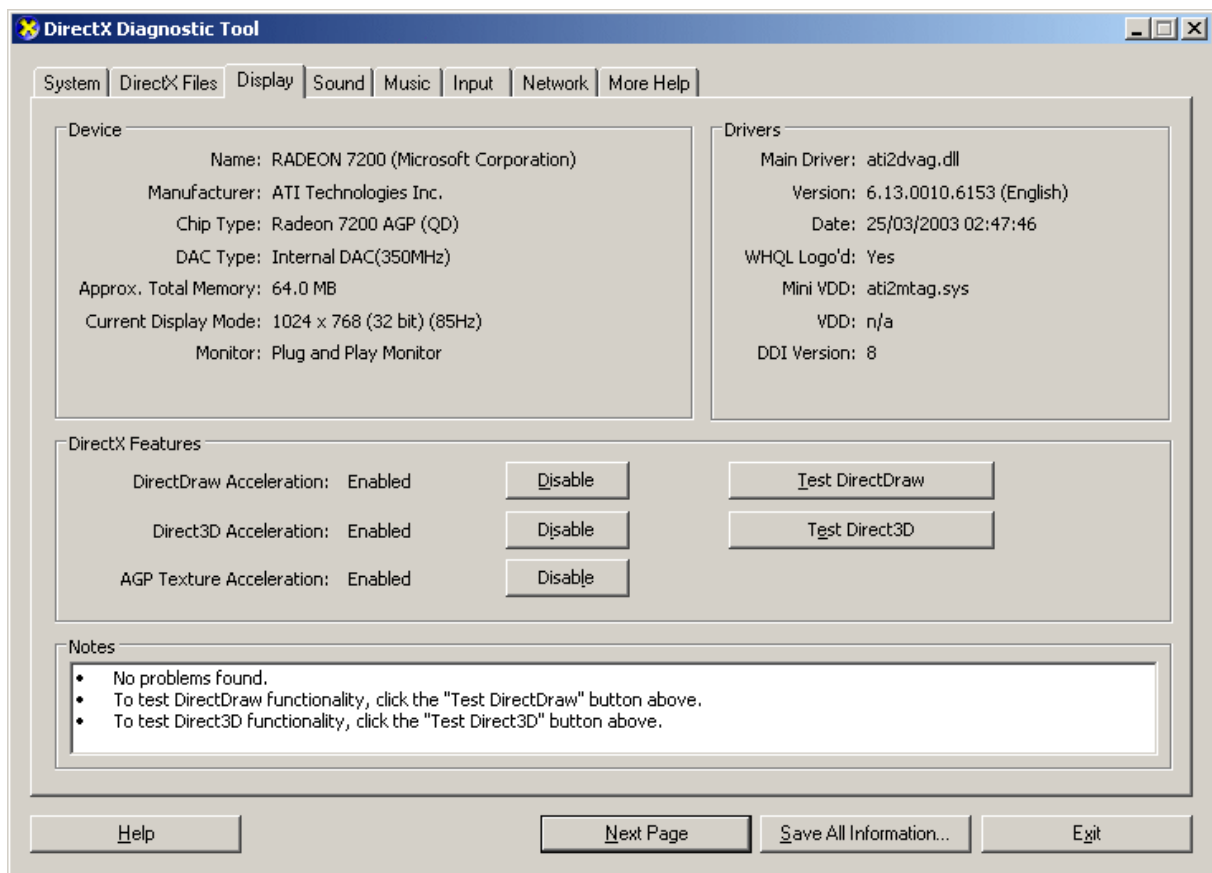 DirectX Diagnostic Tool
System DirectX Files Display Sound Music Input Network More Help
Device
Name: RADEON 7200 (Microsoft Corporation)
Manufacturer: ATI Technologies Inc.
Chip Type: Radeon 7200 AGP (QD)
DAC Type: Internal DAC(350MHz)
Approx. Total Memory: 64.0 MB
Current Display Mode: 1024 x 768 (32 bit) (85Hz)
Monitor: Plug and Play Monitor
Drivers
Main Driver: ati2dvag.dll
Version: 6.13.0010.6153 (English)
Date: 25/03/2003 02:47:46
WHQL Logo'd: Yes
Mini VDD: ati2mtag.sys
VDD: n/a
DDI Version: 8
DirectX Features
DirectDraw Acceleration: Enabled Disable Test DirectDraw
Direct3D Acceleration: Enabled Disable Test Direct3D
AGP Texture Acceleration: Enabled Disable
Notes
• No problems found.
• To test DirectDraw functionality, click the "Test DirectDraw" button above.
• To test Direct3D functionality, click the "Test Direct3D" button above.
Help Next Page Save All Information... Exit